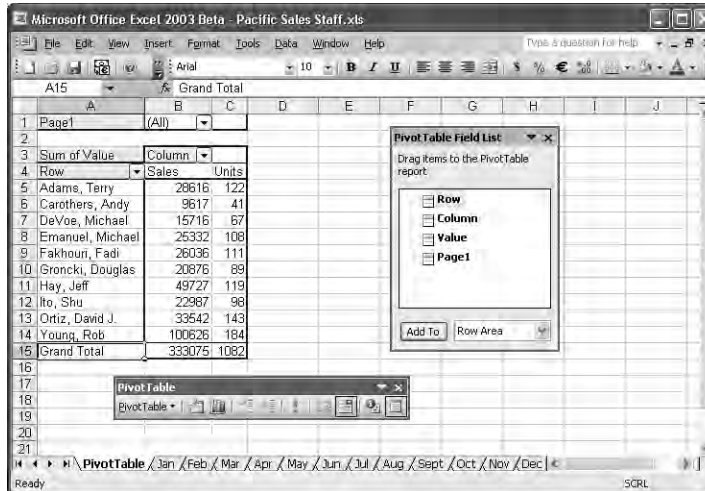 Microsoft Office Excel 2003 Beta - Pacific Sales Staff.xls
File Edit View Insert Format Tools Data Window Help Type a question for help
Arial 10 B I U $ % €
A15 fx Grand Total
A B C D E F G H I J
1 Page1 (All)
2
3 Sum of Value Column
4 Row Sales Units
5 Adams, Terry 28616 122
6 Carothers, Andy 9617 41
7 DeVoe, Michael 15716 67
8 Emanuel, Michael 25332 108
9 Fakhouri, Fadi 26036 111
10 Groncki, Douglas 20876 89
11 Hay, Jeff 49727 119
12 Ito, Shu 22987 98
13 Ortiz, David J. 33542 143
14 Young, Rob 100626 184
15 Grand Total 333075 1082
16
17
18
19
20
21
PivotTable Field List
Drag items to the PivotTable
report
Row
Column
Value
Page1
Add To Row Area
PivotTable
PivotTable
PivotTable Jan Feb Mar Apr May Jun Jul Aug Sept Oct Nov Dec
Ready SCRL